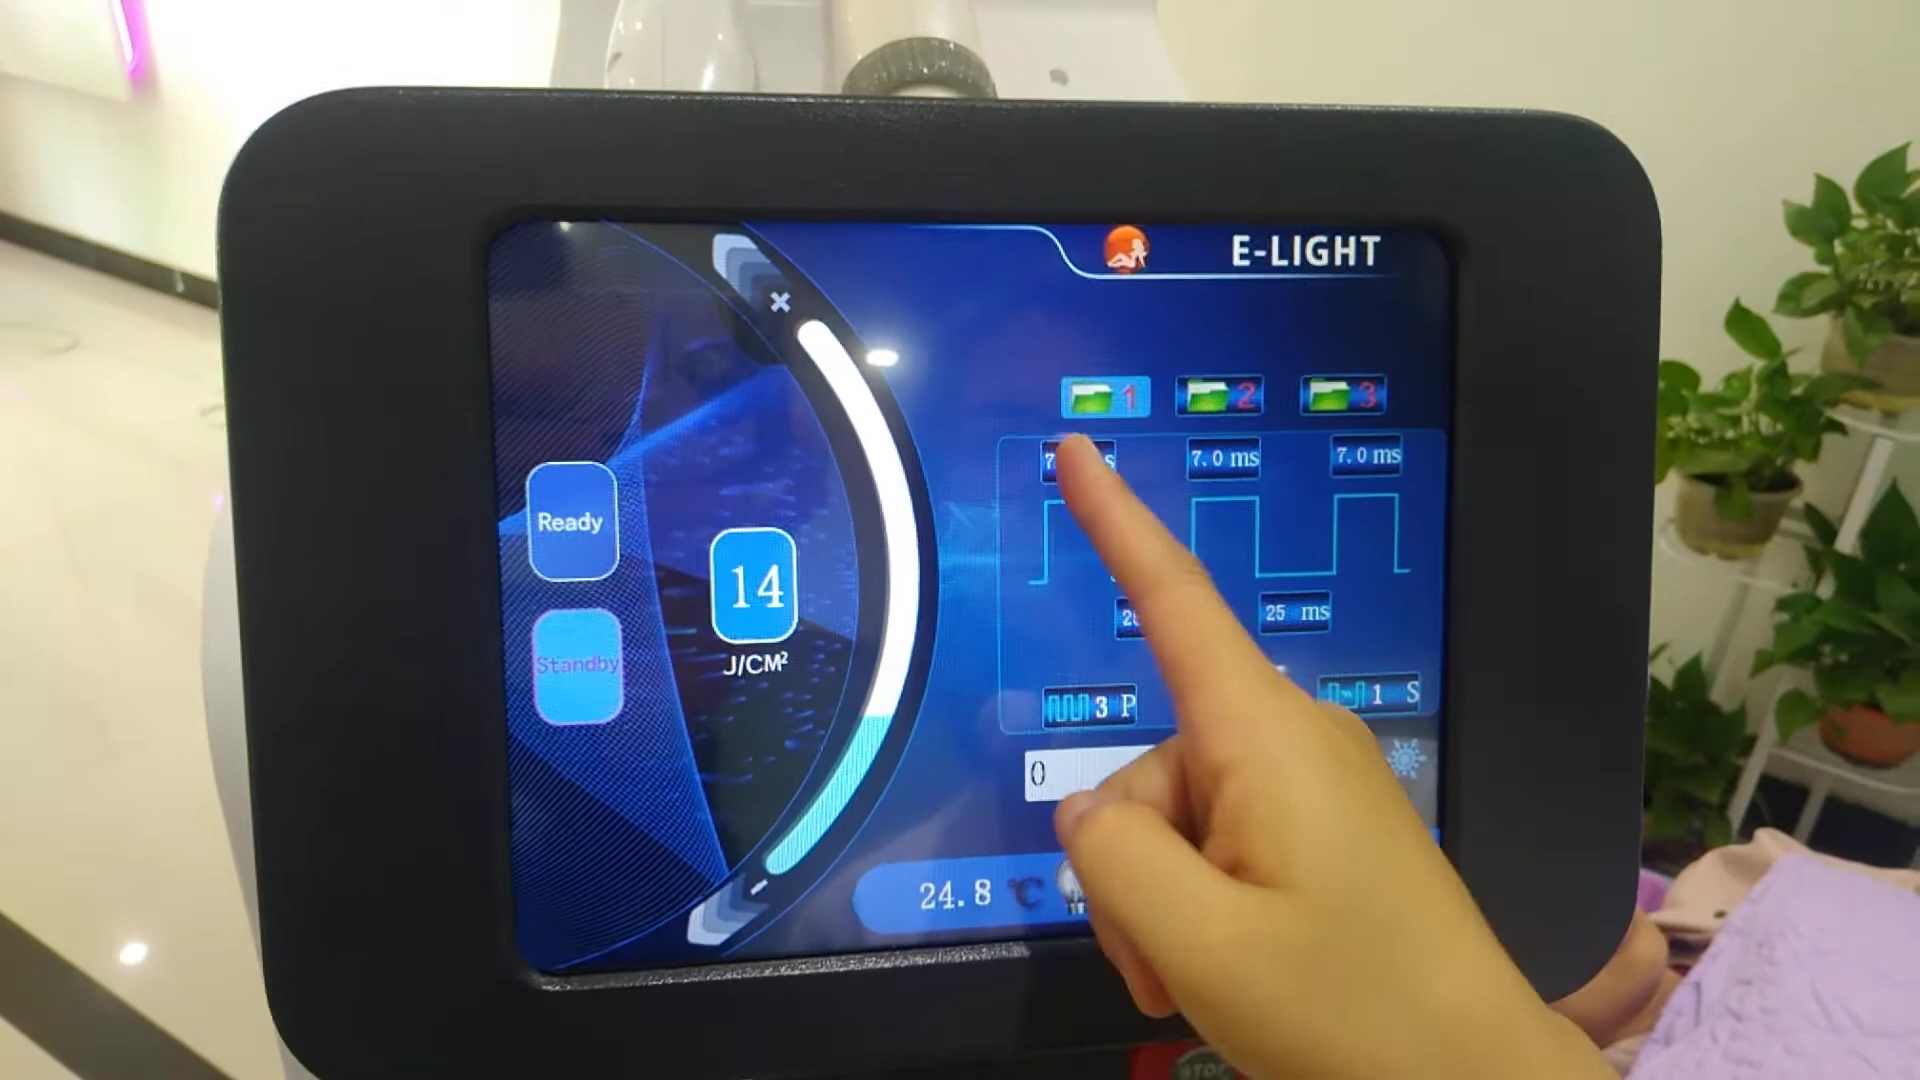 E-LIGHT
1 2 3
7.0 ms 7.0 ms
Ready
14
J/CM²
25 ms
Standby
3 P
1 S
0
24.8 °C
STOP